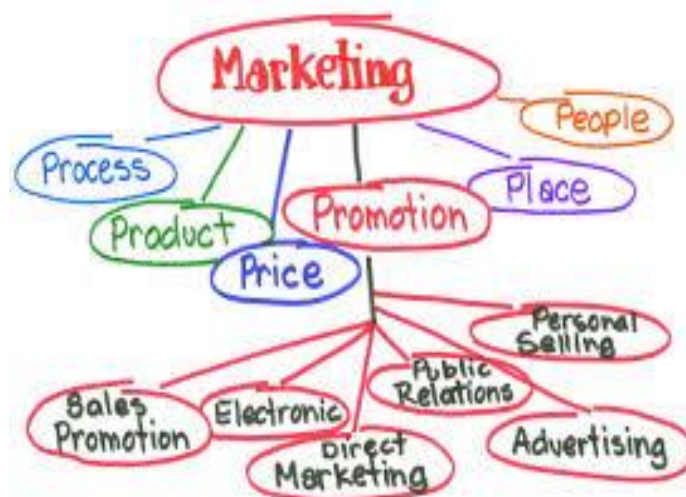 Marketing
People
Process
Place
Product
Promotion
Price
Personal
Selling
Public
Relations
Sales
Promotion
Electronic
Advertising
Direct
Marketing